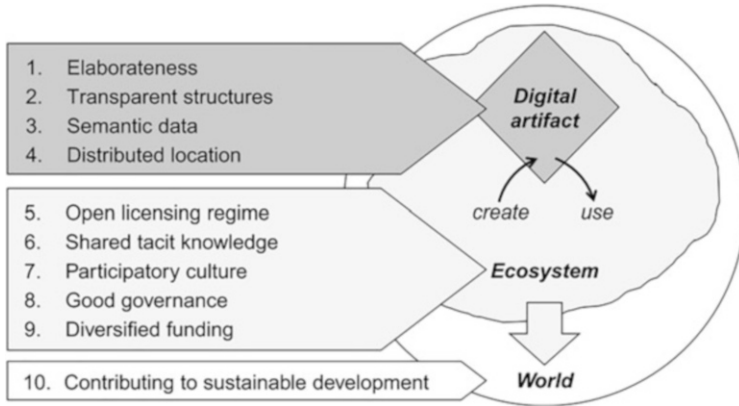 1. Elaborateness
2. Transparent structures
3. Semantic data
4. Distributed location
Digital
artifact
5. Open licensing regime
6. Shared tacit knowledge
7. Participatory culture
8. Good governance
9. Diversified funding
create use
Ecosystem
10. Contributing to sustainable development
World